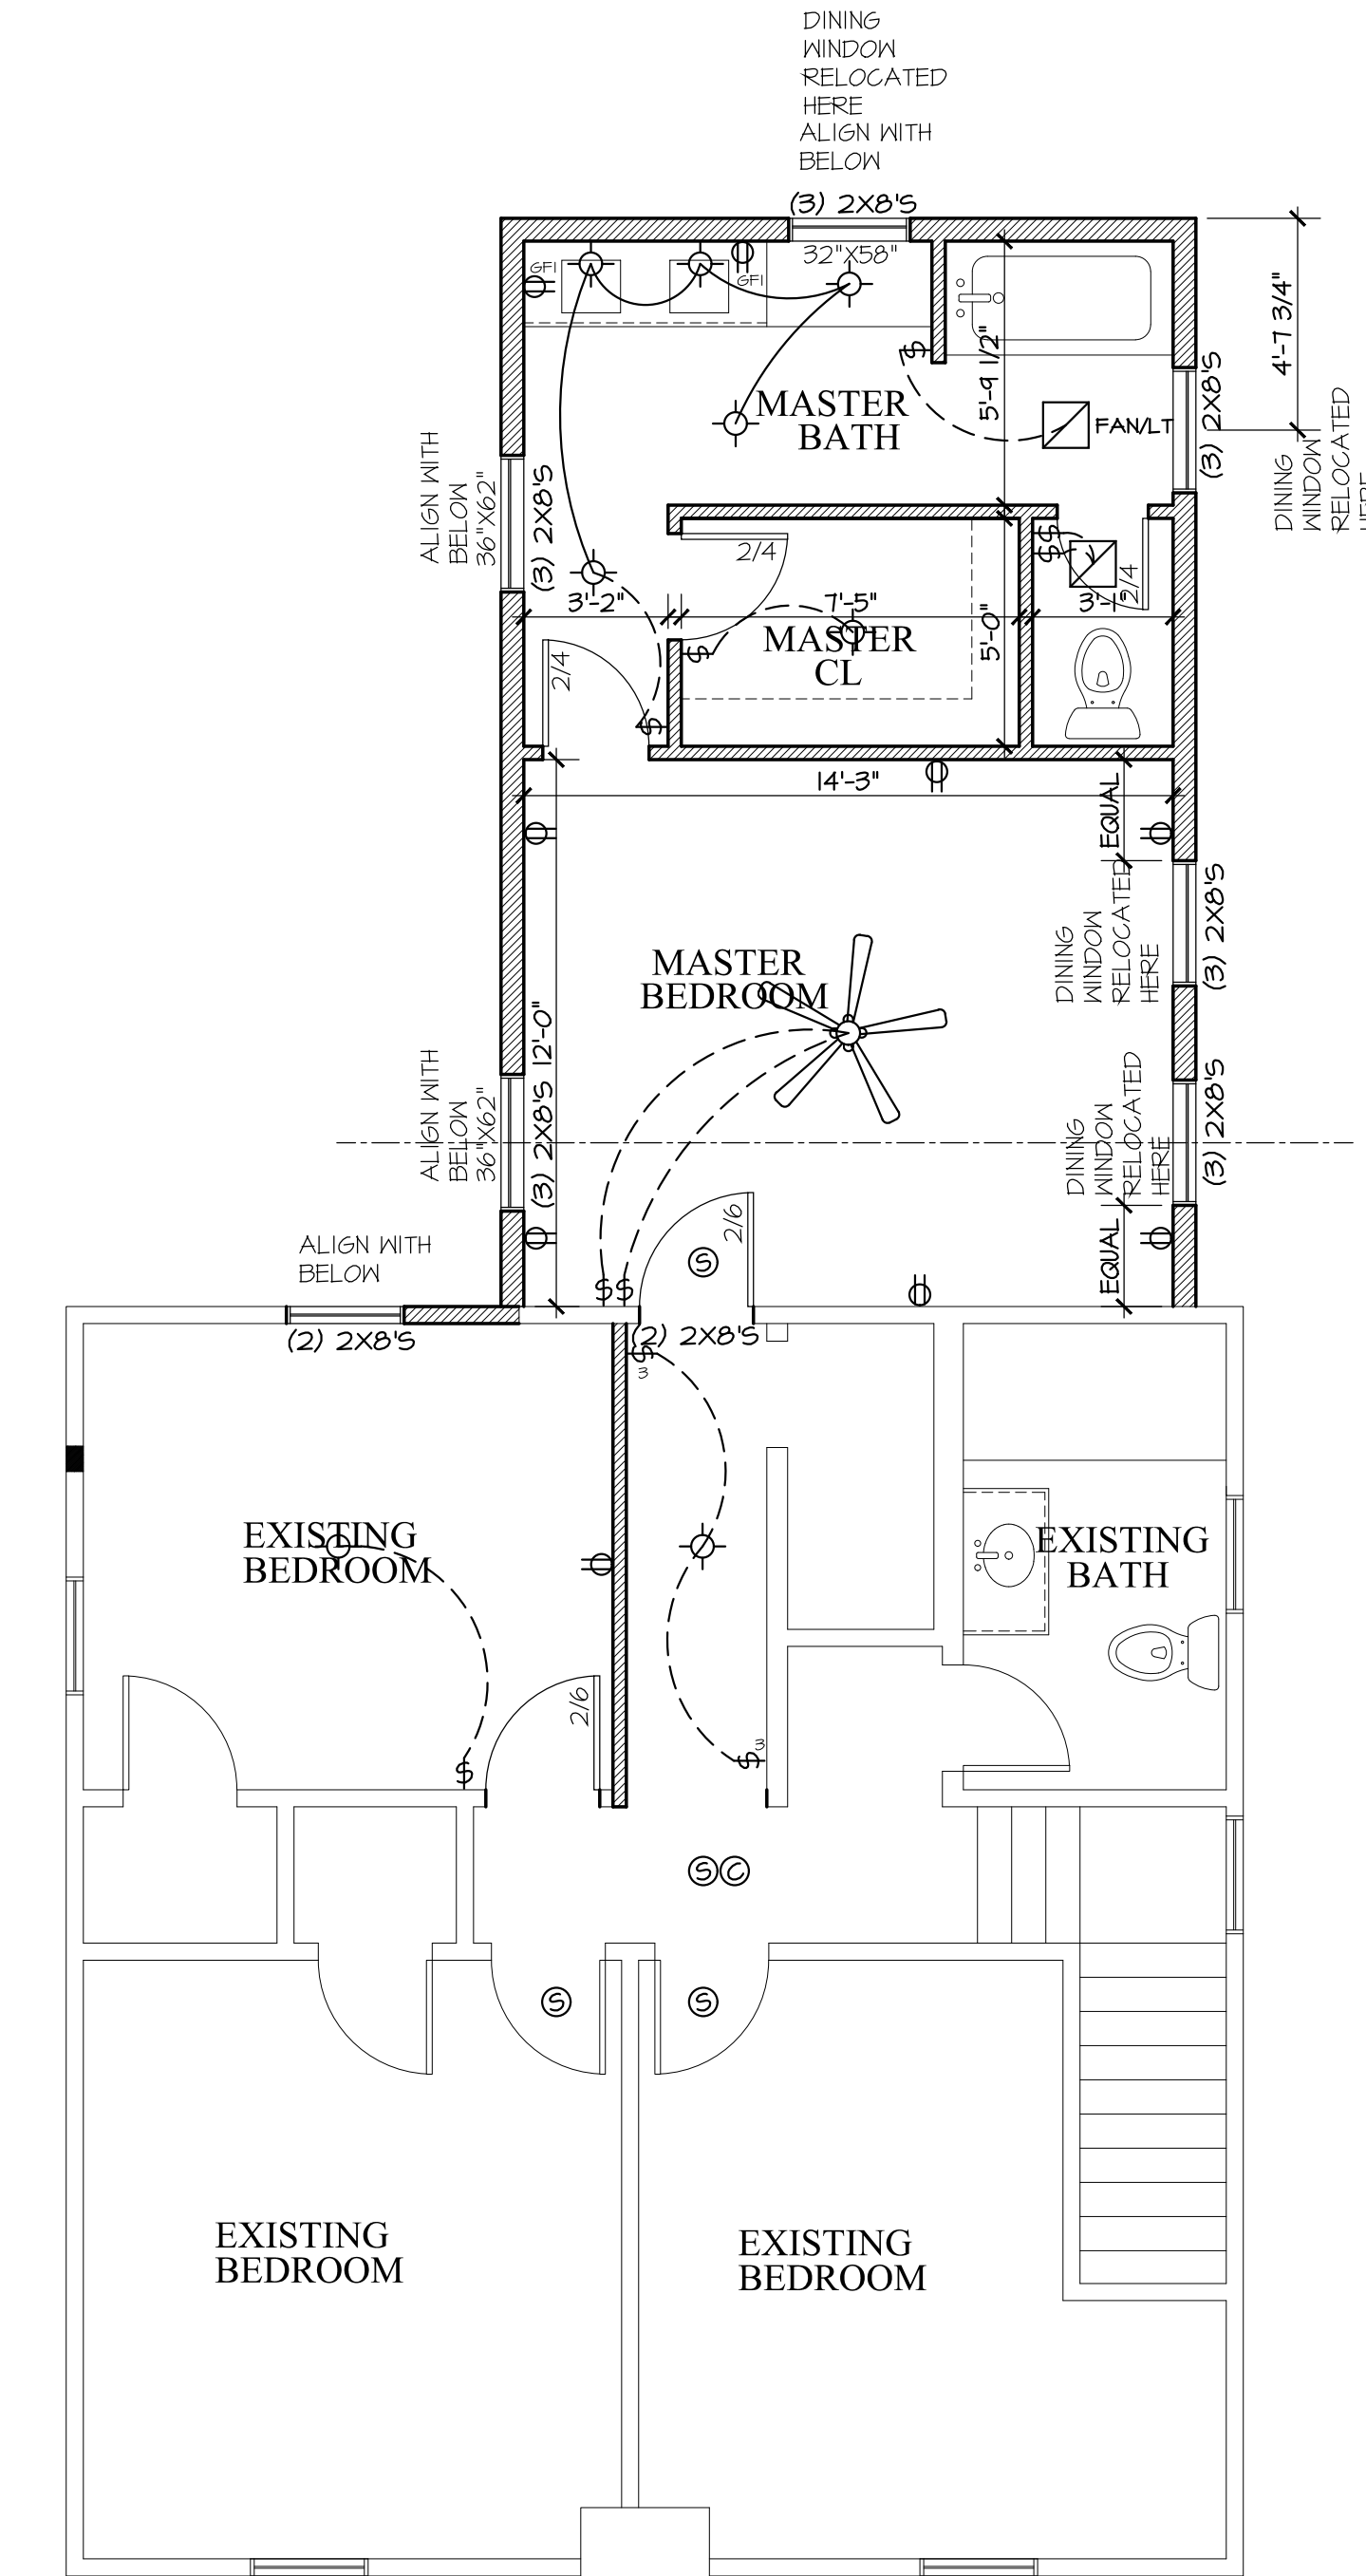 DINING
WINDOW
RELOCATED
HERE
ALIGN WITH
BELOW
(3) 2X8'S
32"X58"
GFI
GFI
4'-7 3/4"
5'-9 1/2"
(3) 2X8'S
DINING
WINDOW
RELOCATED
HERE
MASTER
BATH
FAN/LT
ALIGN WITH
BELOW
36"X62"
(3) 2X8'S
$
$$
2/4
2/4
3'-2"
7'-5"
3'-1"
MASTER
CL
5'-0"
$
2/4
$
14'-3"
EQUAL
DINING
WINDOW
RELOCATED
HERE
(3) 2X8'S
MASTER
BEDROOM
12'-0"
ALIGN WITH
BELOW
36"X62"
(3) 2X8'S
DINING
WINDOW
RELOCATED
HERE
(3) 2X8'S
2/6
EQUAL
ALIGN WITH
BELOW
S
$$
(2) 2X8'S
(2) 2X8'S
$
3
EXISTING
BEDROOM
EXISTING
BATH
2/6
$
$
3
S C
S
S
EXISTING
BEDROOM
EXISTING
BEDROOM